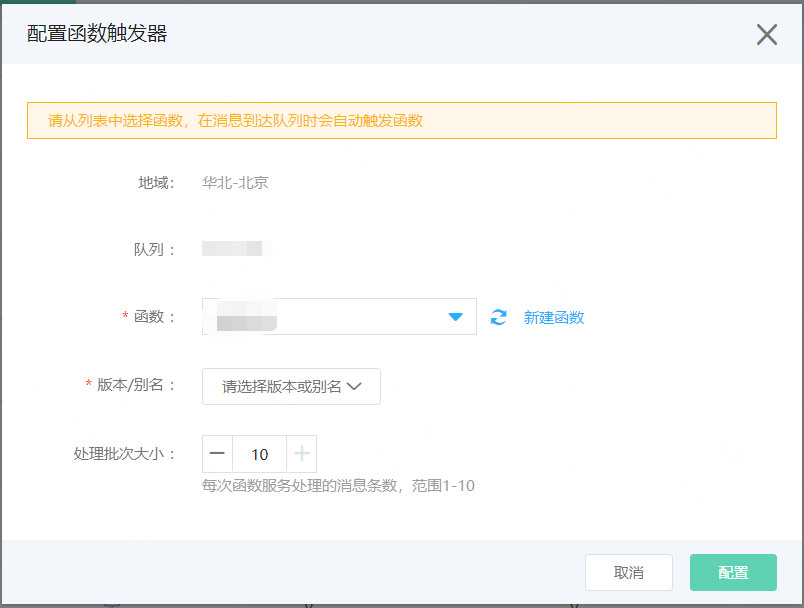 配置函数触发器
请从列表中选择函数，在消息到达队列时会自动触发函数
地域： 华北-北京
队列：
* 函数： 新建函数
* 版本/别名： 请选择版本或别名
处理批次大小： 10
每次函数服务处理的消息条数，范围1-10
取消 配置